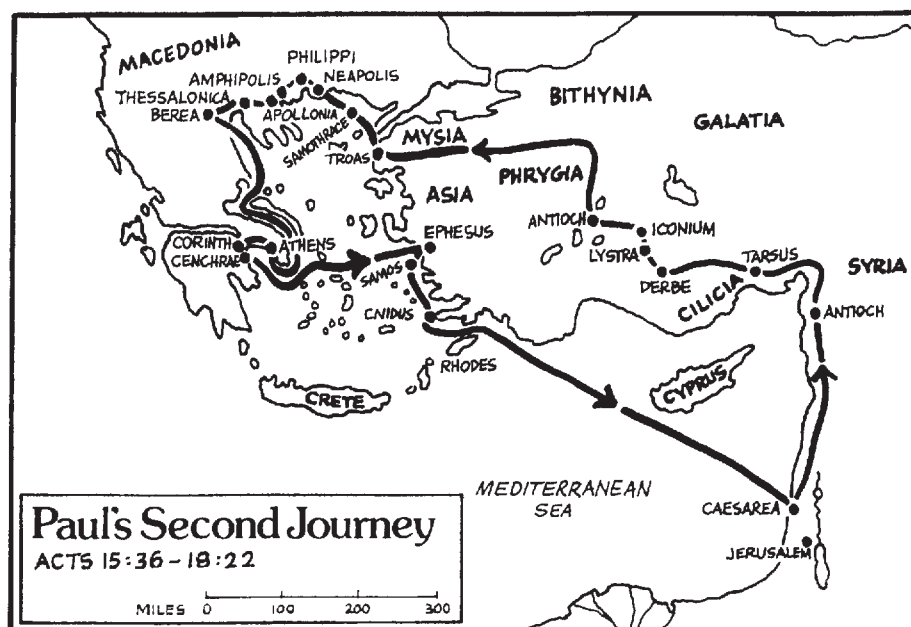 MACEDONIA
PHILIPPI
AMPHIPOLIS
NEAPOLIS
THESSALONICA
BEREA
APOLLONIA
SAMOTHRACE
TROAS
MYSIA
BITHYNIA
GALATIA
PHRYGIA
ASIA
ANTIOCH
ICONIUM
LYSTRA
DERBE
TARSUS
CILICIA
SYRIA
ANTIOCH
CORINTH
CENCHRAE
ATHENS
EPHESUS
SAMOS
CNIDUS
RHODES
CRETE
CYPRUS
MEDITERRANEAN
SEA
CAESAREA
JERUSALEM
Paul's Second Journey
ACTS 15:36-18:22
MILES 0 100 200 300